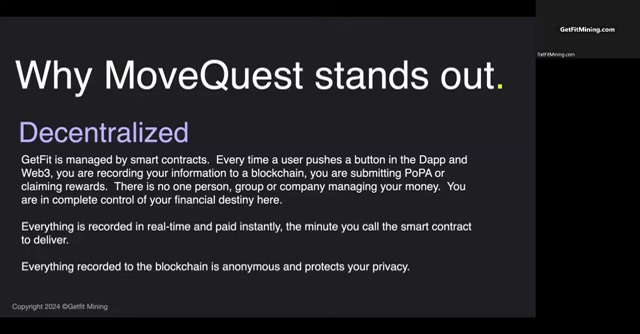 GetFitMining.com
GetFitMining.com
Why MoveQuest stands out.
Decentralized
GetFit is managed by smart contracts.  Every time a user pushes a button in the Dapp and
Web3, you are recording your information to a blockchain, you are submitting PoPA or
claiming rewards.  There is no one person, group or company managing your money.  You
are in complete control of your financial destiny here.
Everything is recorded in real-time and paid instantly, the minute you call the smart contract
to deliver.
Everything recorded to the blockchain is anonymous and protects your privacy.
Copyright 2024 ©Getfit Mining